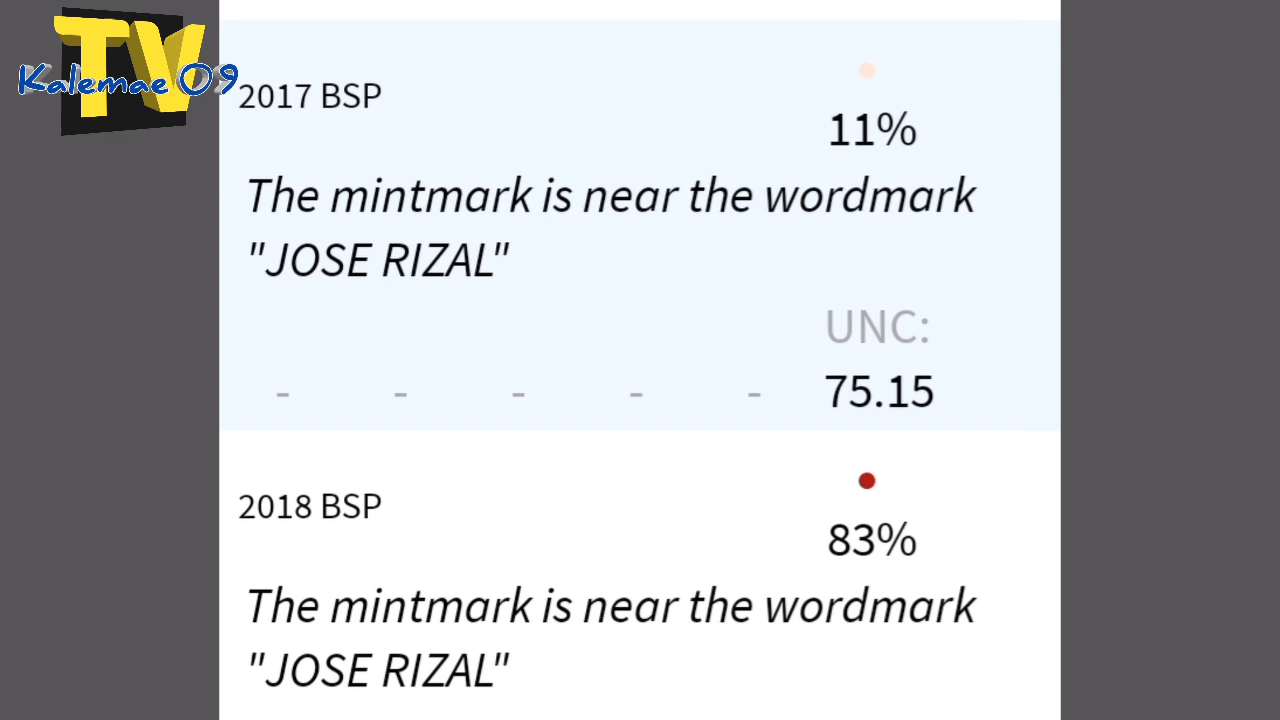 TV
Kalemae 09
2017 BSP
11%
The mintmark is near the wordmark
"JOSE RIZAL"
UNC:
- - - - - 75.15
2018 BSP
83%
The mintmark is near the wordmark
"JOSE RIZAL"